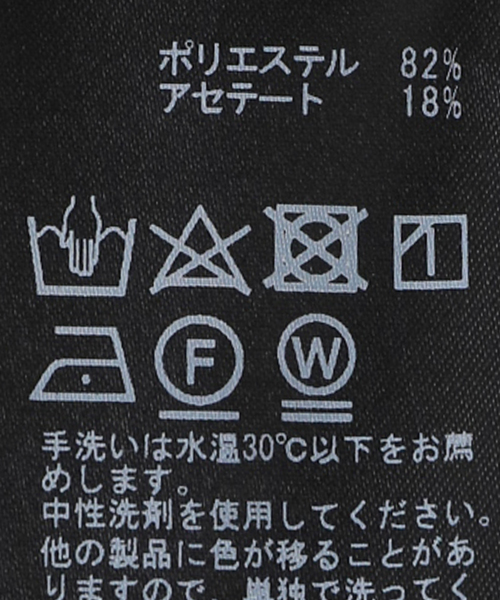 ポリエステル 82%
アセテート 18%
F W
手洗いは水温30℃以下をお薦
めします。
中性洗剤を使用してください。
他の製品に色が移ることがあ
りますので、単独で洗ってく